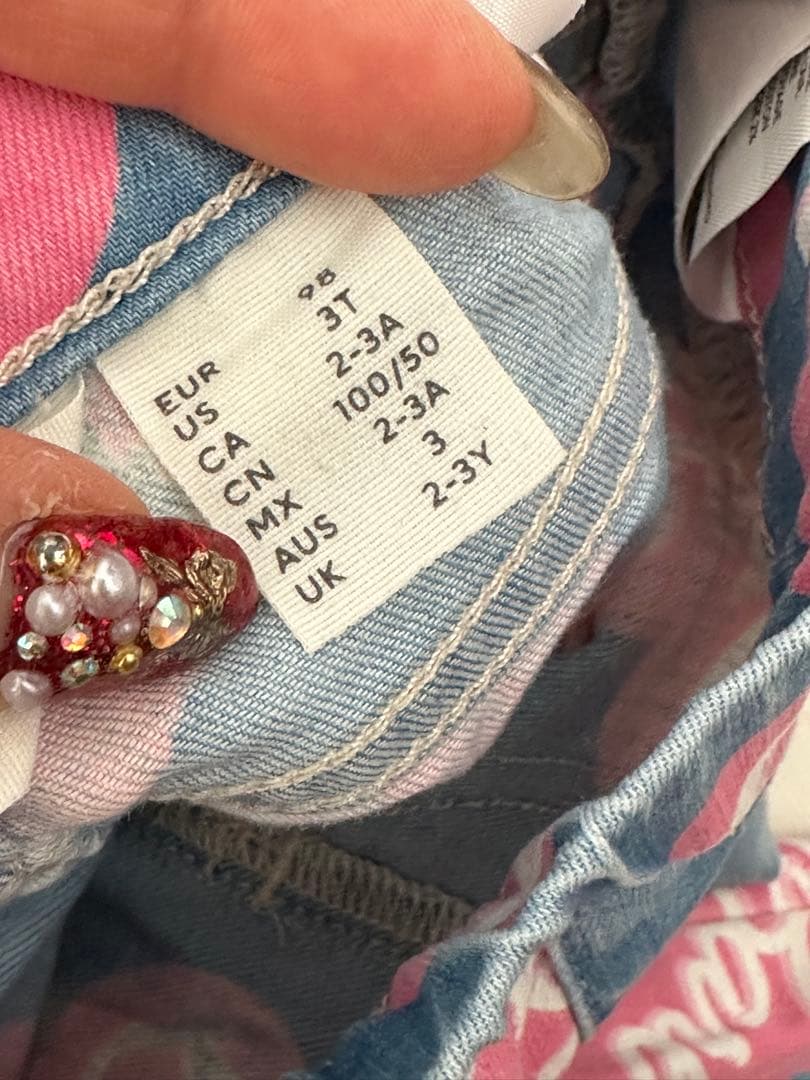 EUR 98
US 3T
CA 2-3A
CN 100/50
MX 2-3A
AUS 3
UK 2-3Y